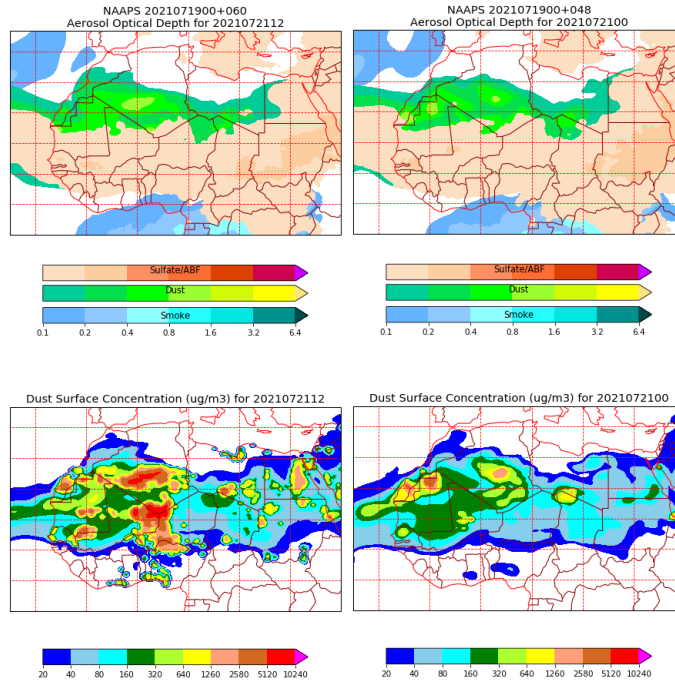 NAAPS 2021071900+060
Aerosol Optical Depth for 2021072112
NAAPS 2021071900+048
Aerosol Optical Depth for 2021072100
Sulfate/ABF
Dust
Smoke
0.1 0.2 0.4 0.8 1.6 3.2 6.4
Sulfate/ABF
Dust
Smoke
0.1 0.2 0.4 0.8 1.6 3.2 6.4
Dust Surface Concentration (ug/m3) for 2021072112
Dust Surface Concentration (ug/m3) for 2021072100
20 40 80 160 320 640 1260 2580 5120 10240
20 40 80 160 320 640 1260 2580 5120 10240